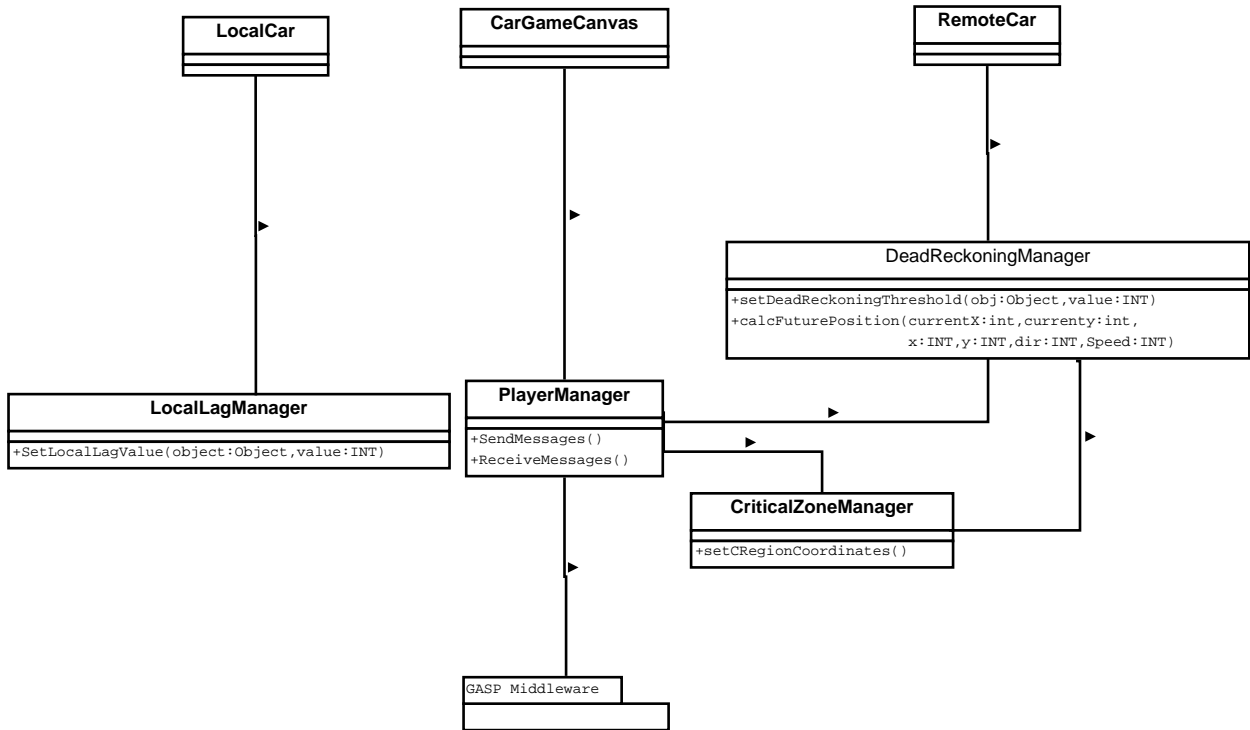 LocalCar
CarGameCanvas
RemoteCar
DeadReckoningManager
+setDeadReckoningThreshold(obj:Object,value:INT)
+calcFuturePosition(currentX:int,currenty:int,
x:INT,y:INT,dir:INT,Speed:INT)
LocalLagManager
+SetLocalLagValue(object:Object,value:INT)
PlayerManager
+SendMessages()
+ReceiveMessages()
CriticalZoneManager
+setCRegionCoordinates()
GASP Middleware